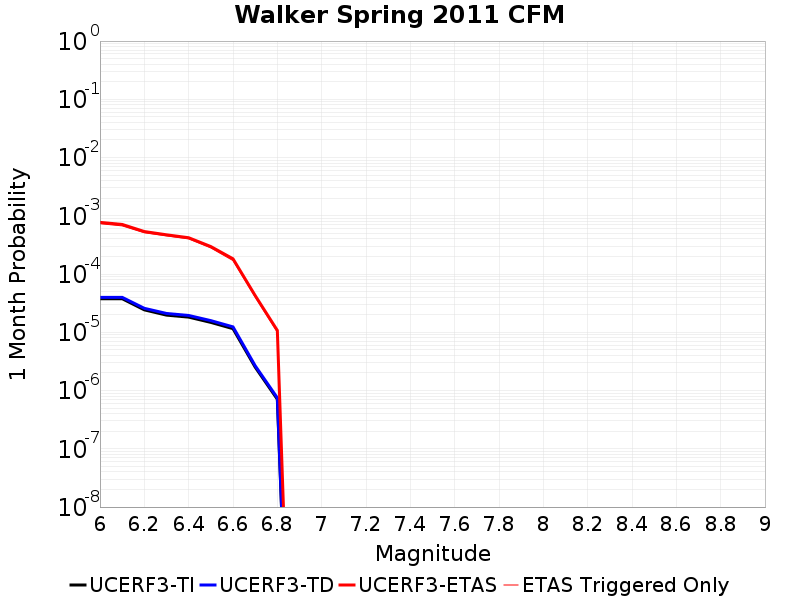 Walker Spring 2011 CFM
1 Month Probability
10^0
10^-1
10^-2
10^-3
10^-4
10^-5
10^-6
10^-7
10^-8
6 6.2 6.4 6.6 6.8 7 7.2 7.4 7.6 7.8 8 8.2 8.4 8.6 8.8 9
Magnitude
UCERF3-TI UCERF3-TD UCERF3-ETAS ETAS Triggered Only